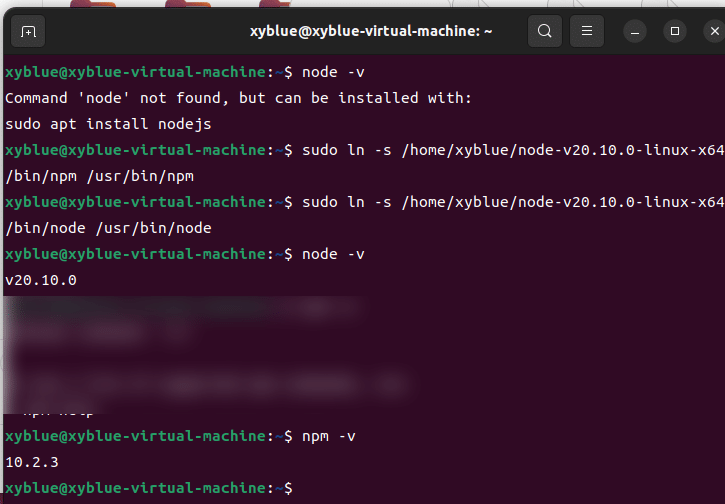 xyblue@xyblue-virtual-machine: ~
xyblue@xyblue-virtual-machine:~$ node -v
Command 'node' not found, but can be installed with:
sudo apt install nodejs
xyblue@xyblue-virtual-machine:~$ sudo ln -s /home/xyblue/node-v20.10.0-linux-x64
/bin/npm /usr/bin/npm
xyblue@xyblue-virtual-machine:~$ sudo ln -s /home/xyblue/node-v20.10.0-linux-x64
/bin/node /usr/bin/node
xyblue@xyblue-virtual-machine:~$ node -v
v20.10.0
xyblue@xyblue-virtual-machine:~$ npm -v
10.2.3
xyblue@xyblue-virtual-machine:~$